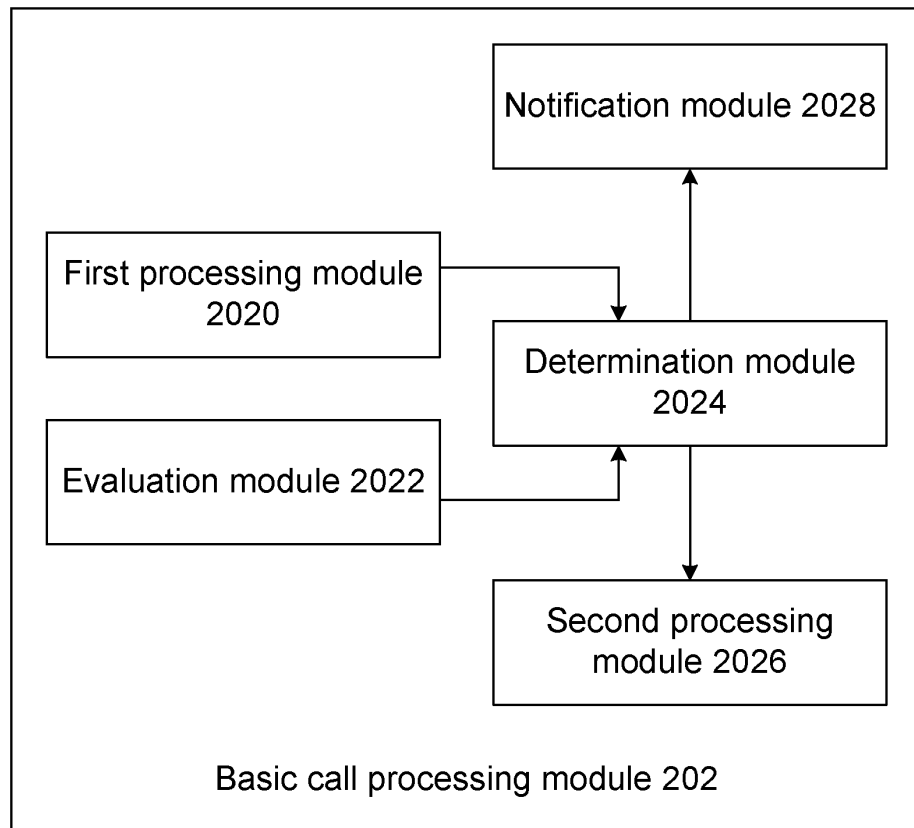 Notification module 2028
First processing module
2020
Determination module
2024
Evaluation module 2022
Second processing
module 2026
Basic call processing module 202